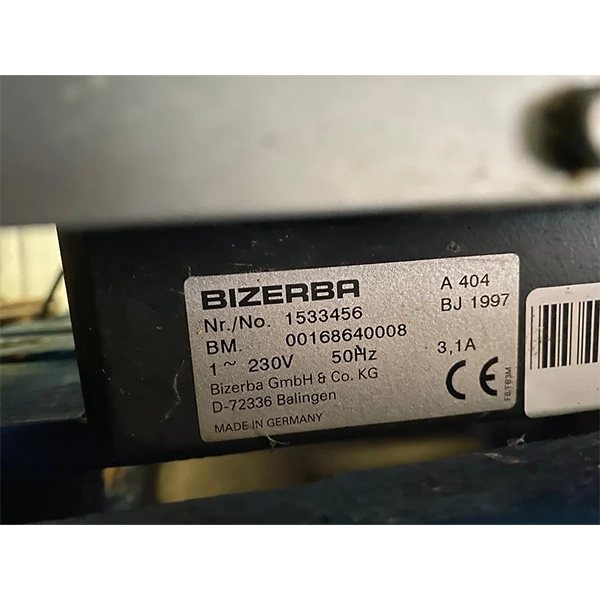 BIZERBA A 404
Nr./No. 1533456 BJ 1997
BM. 00168640008
1~ 230V 50Hz 3,1A
Bizerba GmbH & Co. KG
D-72336 Balingen
MADE IN GERMANY
CE